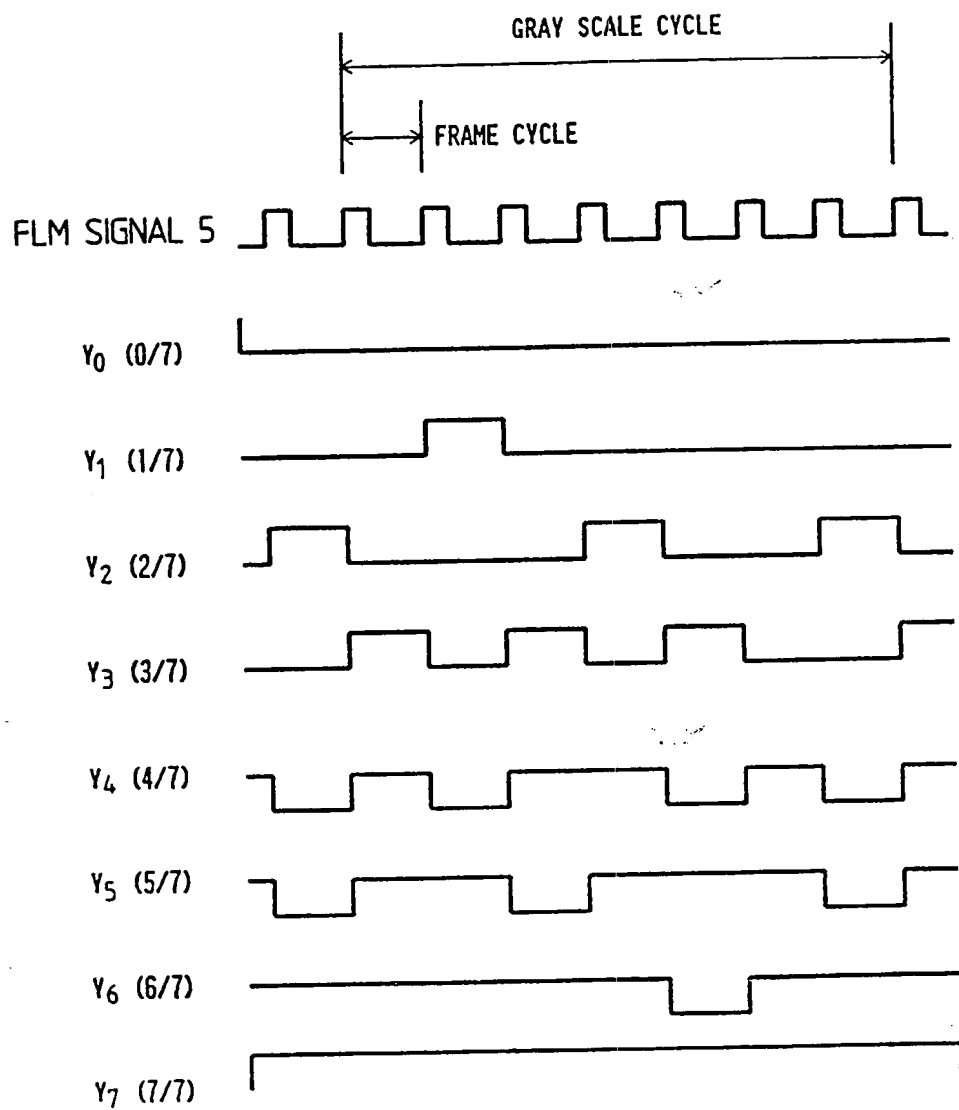 GRAY SCALE CYCLE
FRAME CYCLE
FLM SIGNAL 5
Y0 (0/7)
Y1 (1/7)
Y2 (2/7)
Y3 (3/7)
Y4 (4/7)
Y5 (5/7)
Y6 (6/7)
Y7 (7/7)